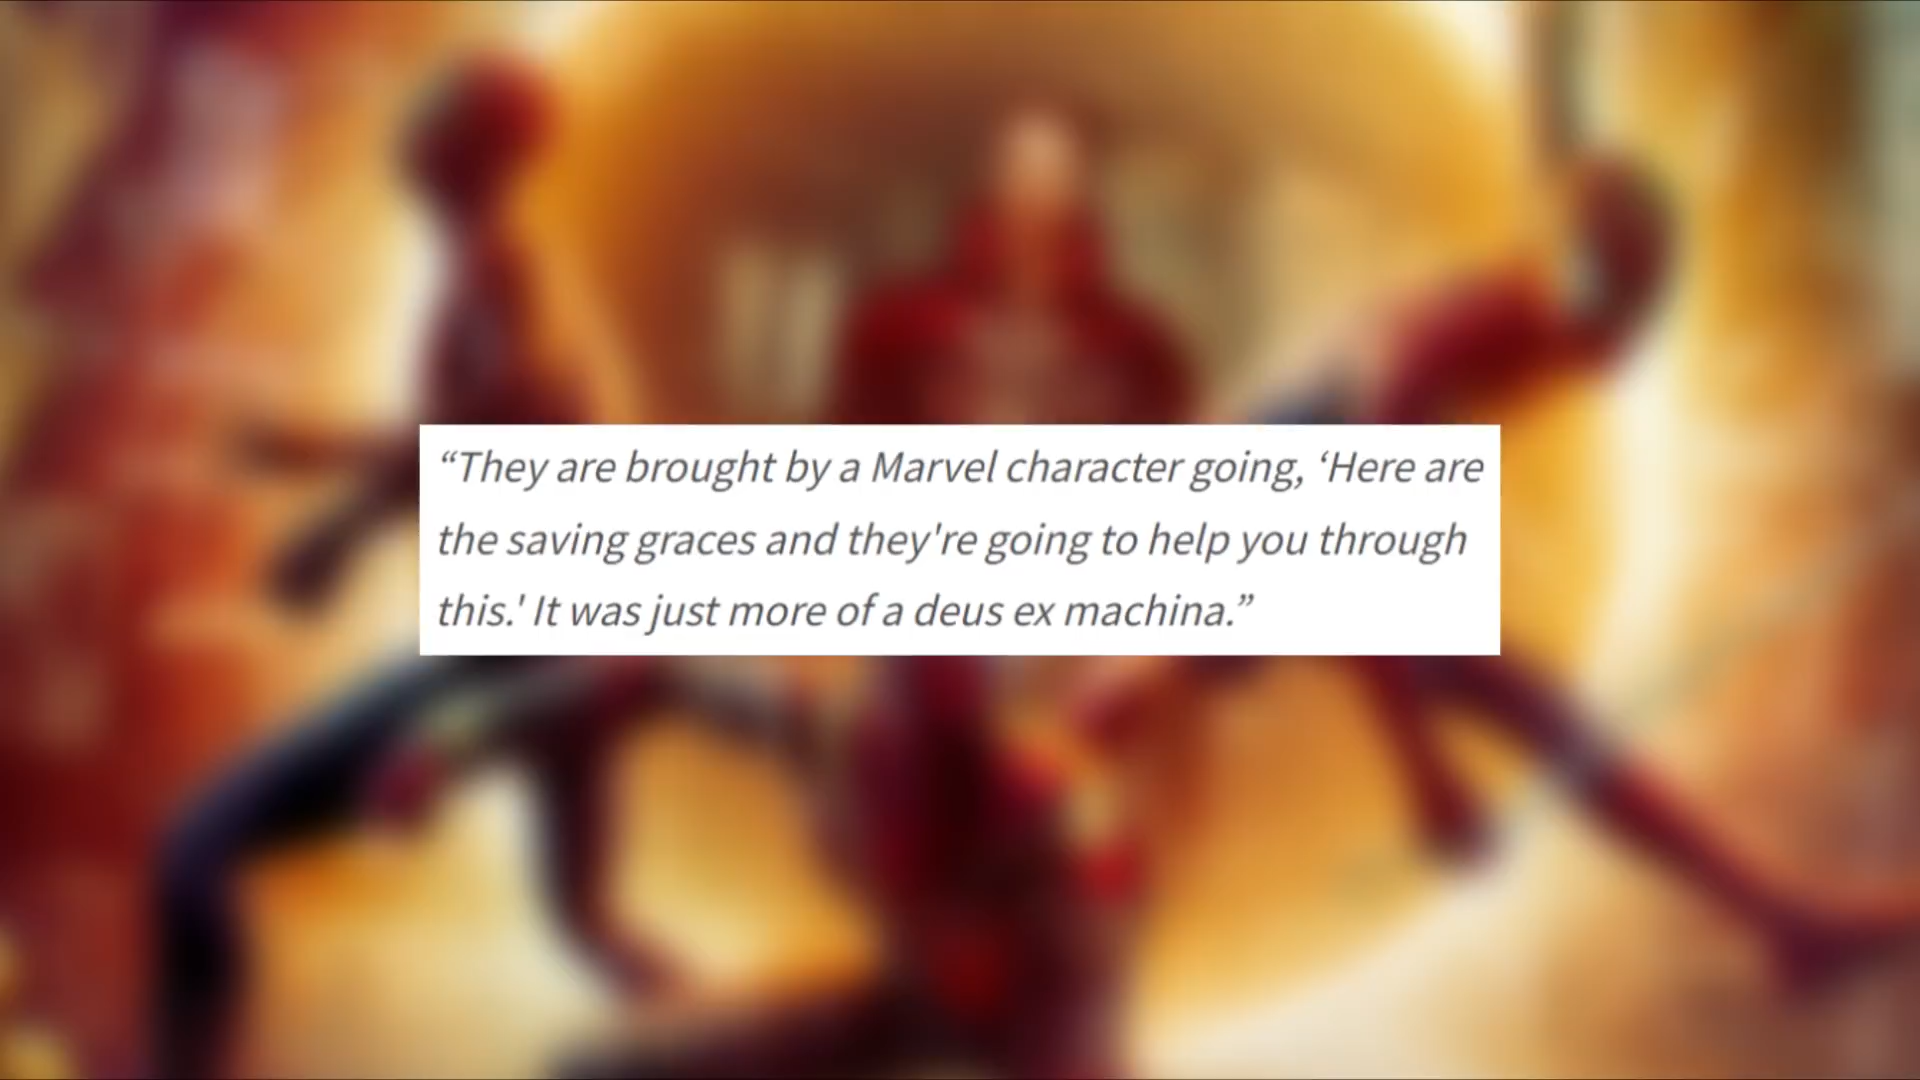 “They are brought by a Marvel character going, ‘Here are
the saving graces and they're going to help you through
this.' It was just more of a deus ex machina.”